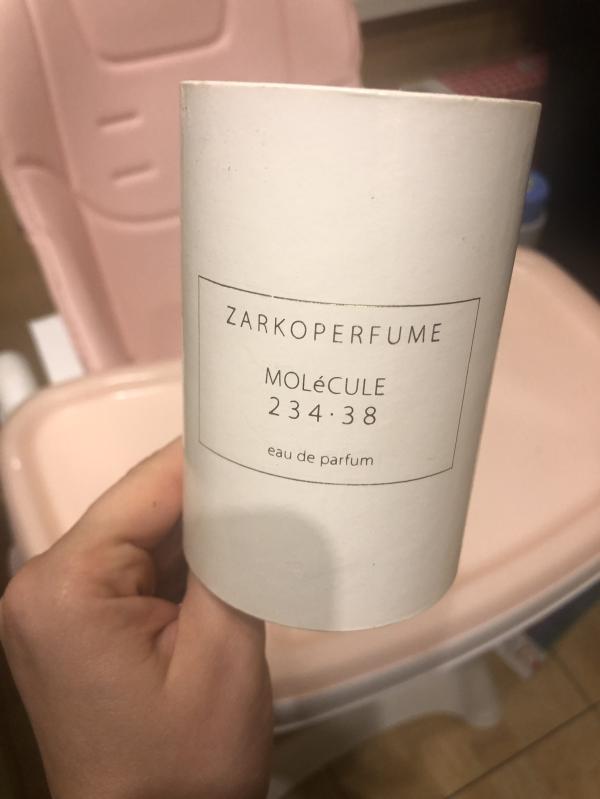 ZARKOPERFUME
MOLéCULE
234·38
eau de parfum